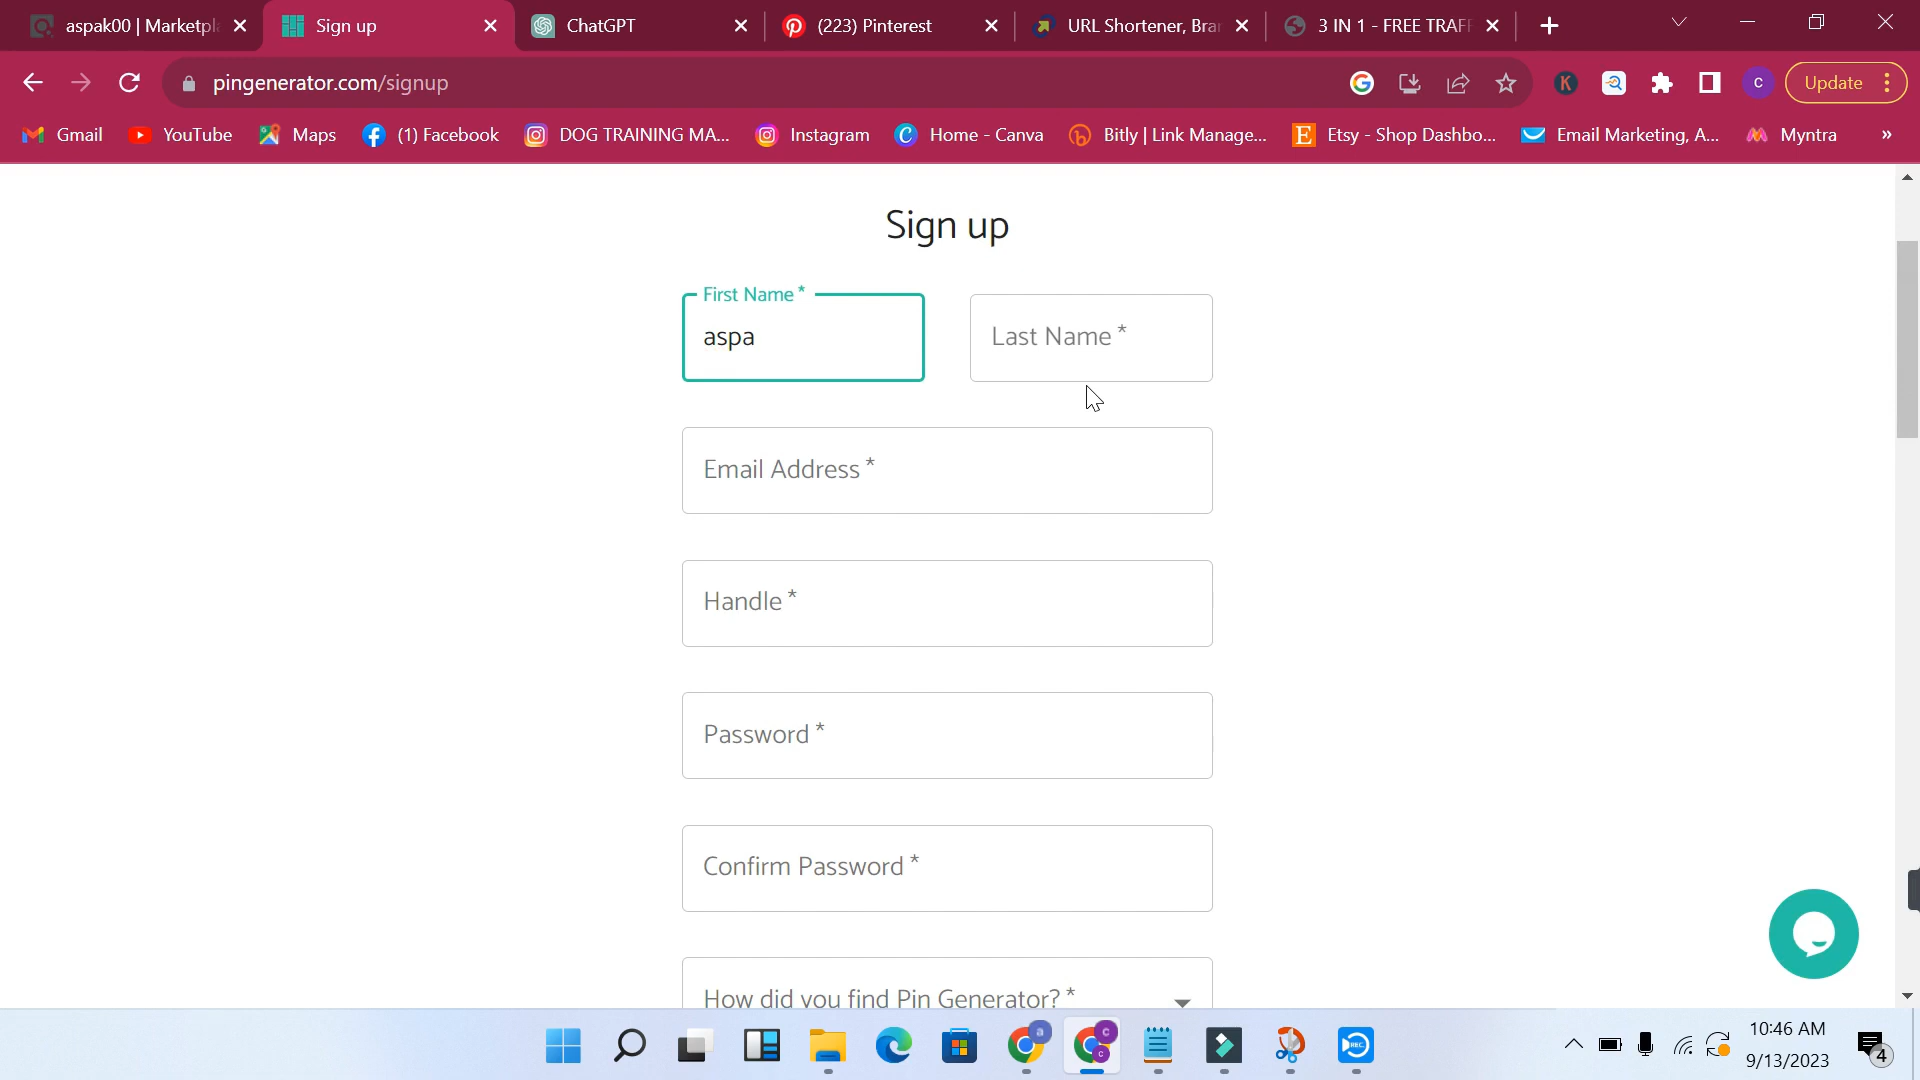 aspak00 | Marketpl
Sign up
ChatGPT
(223) Pinterest
URL Shortener, Bra
3 IN 1 - FREE TRAFF
pingenerator.com/signup
K
c
Update
Gmail
YouTube
Maps
(1) Facebook
DOG TRAINING MA...
Instagram
Home - Canva
Bitly | Link Manage...
Etsy - Shop Dashbo...
Email Marketing, A...
Myntra
»
Sign up
First Name *
aspa
Last Name *
Email Address *
Handle *
Password *
Confirm Password *
How did you find Pin Generator? *
a
c
c
REC
10:46 AM
9/13/2023
4